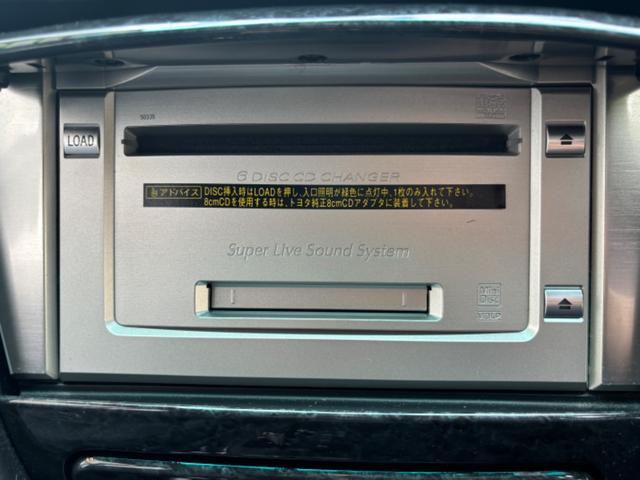 50335
LOAD
6 DISC CD CHANGER
アドバイス DISC挿入時はLOADを押し、入口照明が緑色に点灯中、1枚のみ入れて下さい。
8cmCDを使用する時は、トヨタ純正8cmCDアダプタに装着して下さい。
Super Live Sound System
Mini
Disc